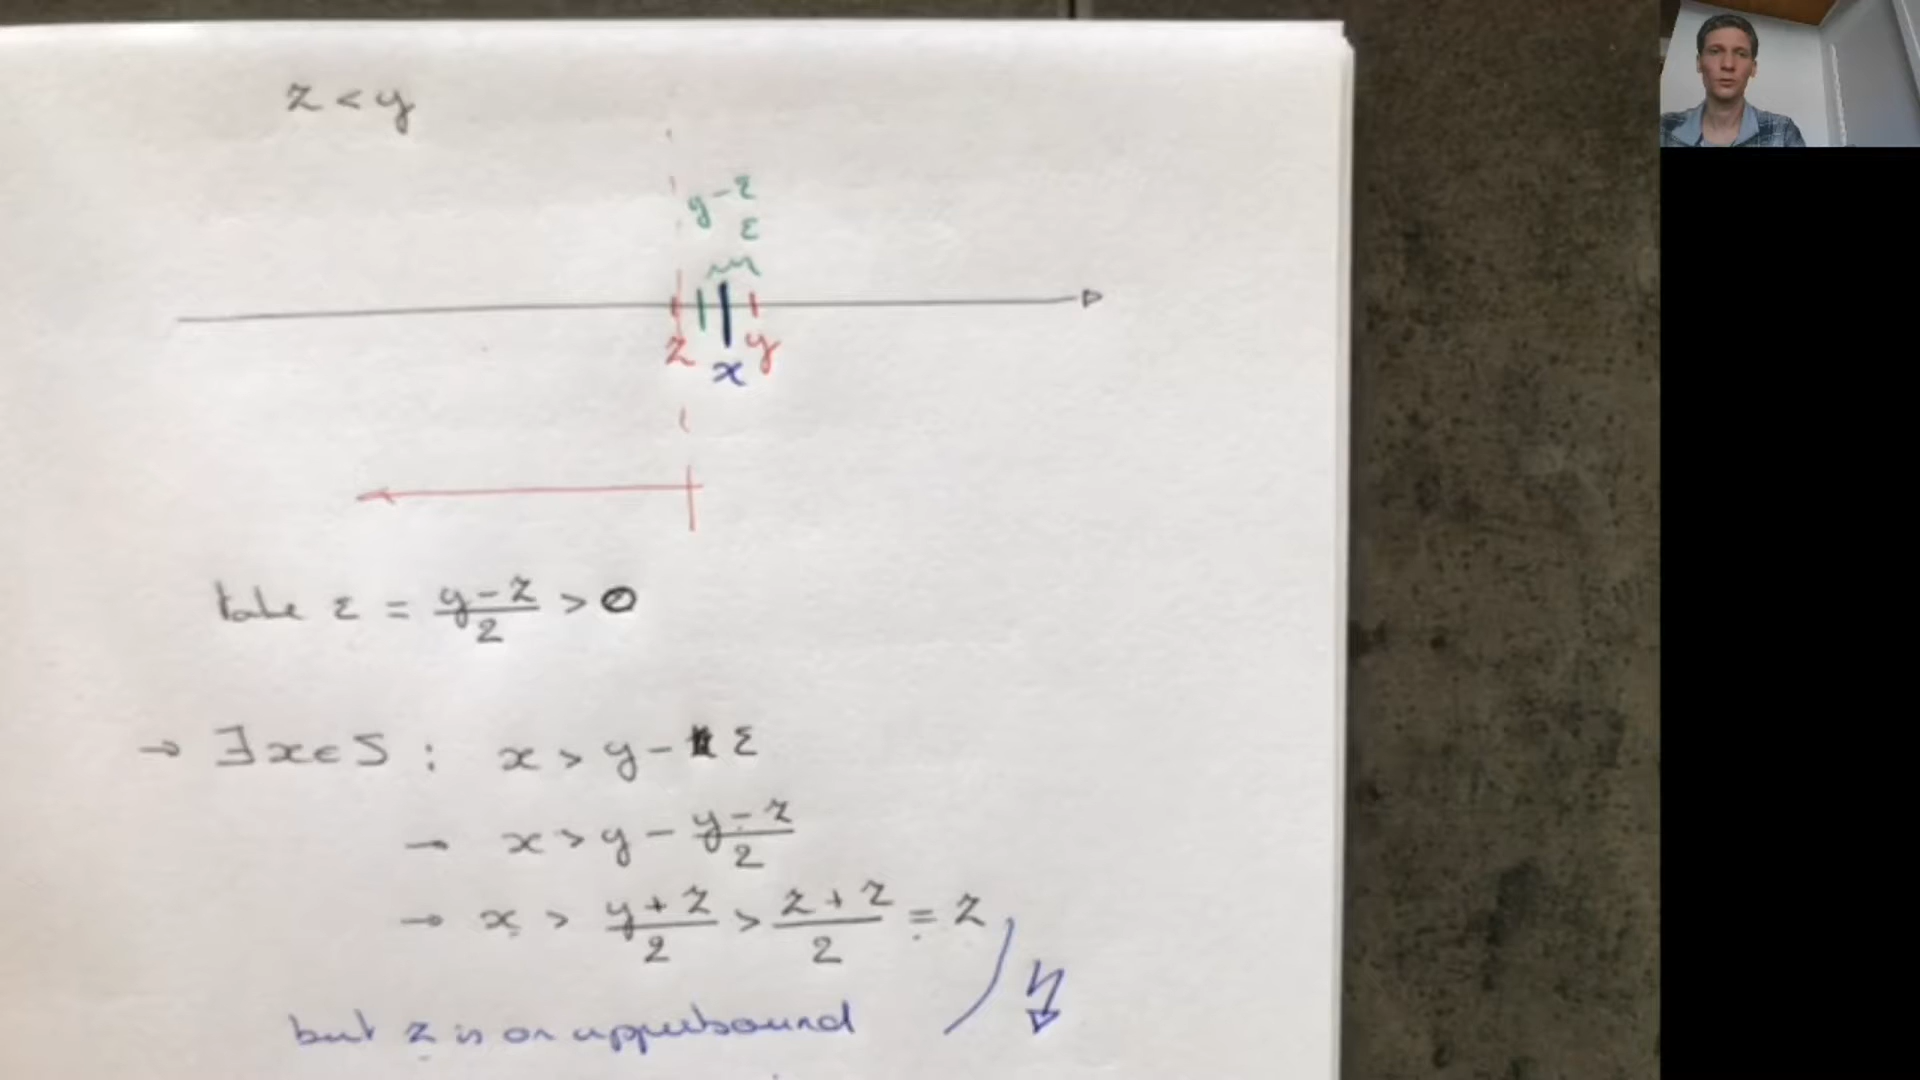 z < y
y - ε
ε
z x y
take ε = (y - z)/2 > 0
→ ∃ x ∈ S : x > y - ε
→ x > y - (y - z)/2
→ x > (y + z)/2 > (z + z)/2 = z
but z is an upperbound